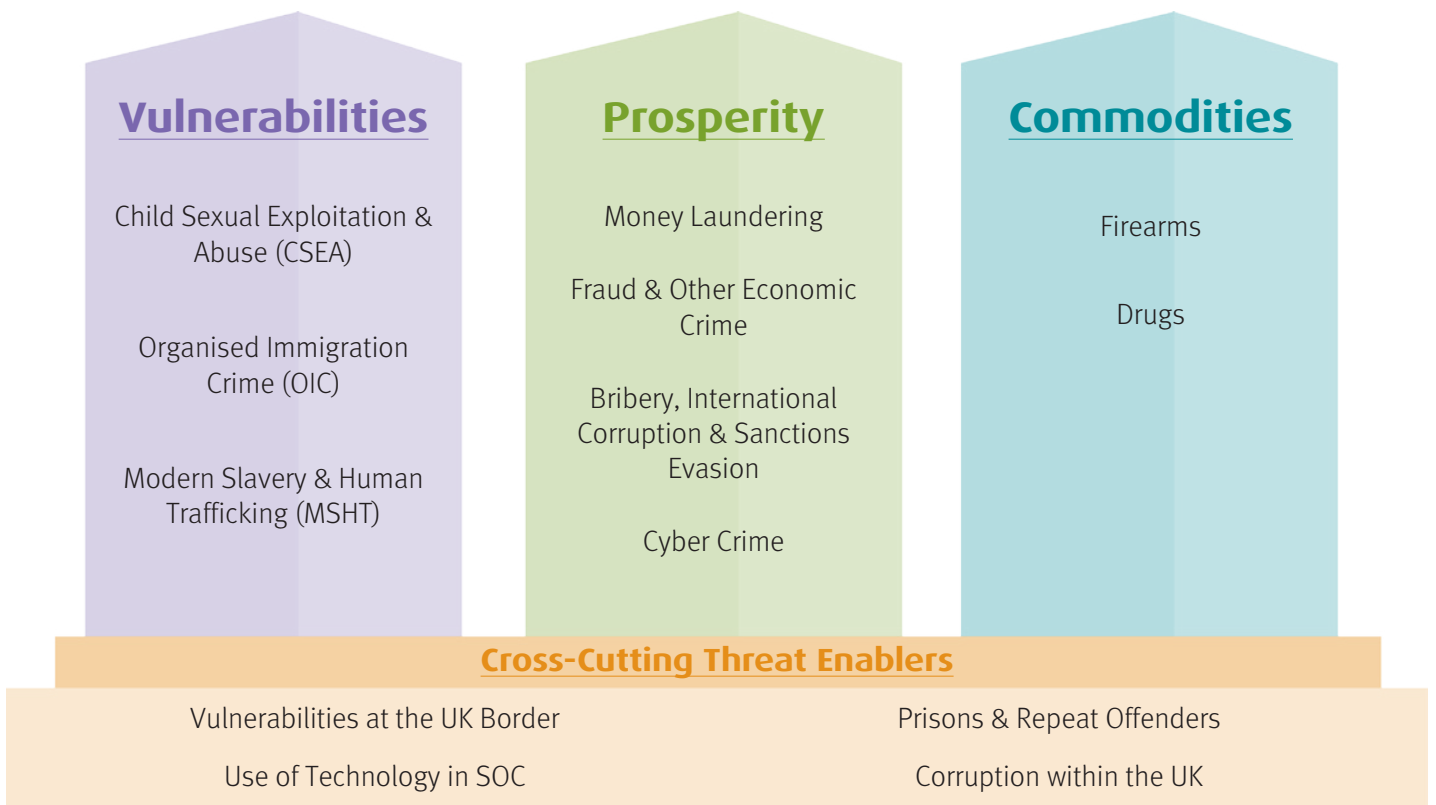 Vulnerabilities
Child Sexual Exploitation &
Abuse (CSEA)
Organised Immigration
Crime (OIC)
Modern Slavery & Human
Trafficking (MSHT)
Prosperity
Money Laundering
Fraud & Other Economic
Crime
Bribery, International
Corruption & Sanctions
Evasion
Cyber Crime
Commodities
Firearms
Drugs
Cross-Cutting Threat Enablers
Vulnerabilities at the UK Border
Use of Technology in SOC
Prisons & Repeat Offenders
Corruption within the UK